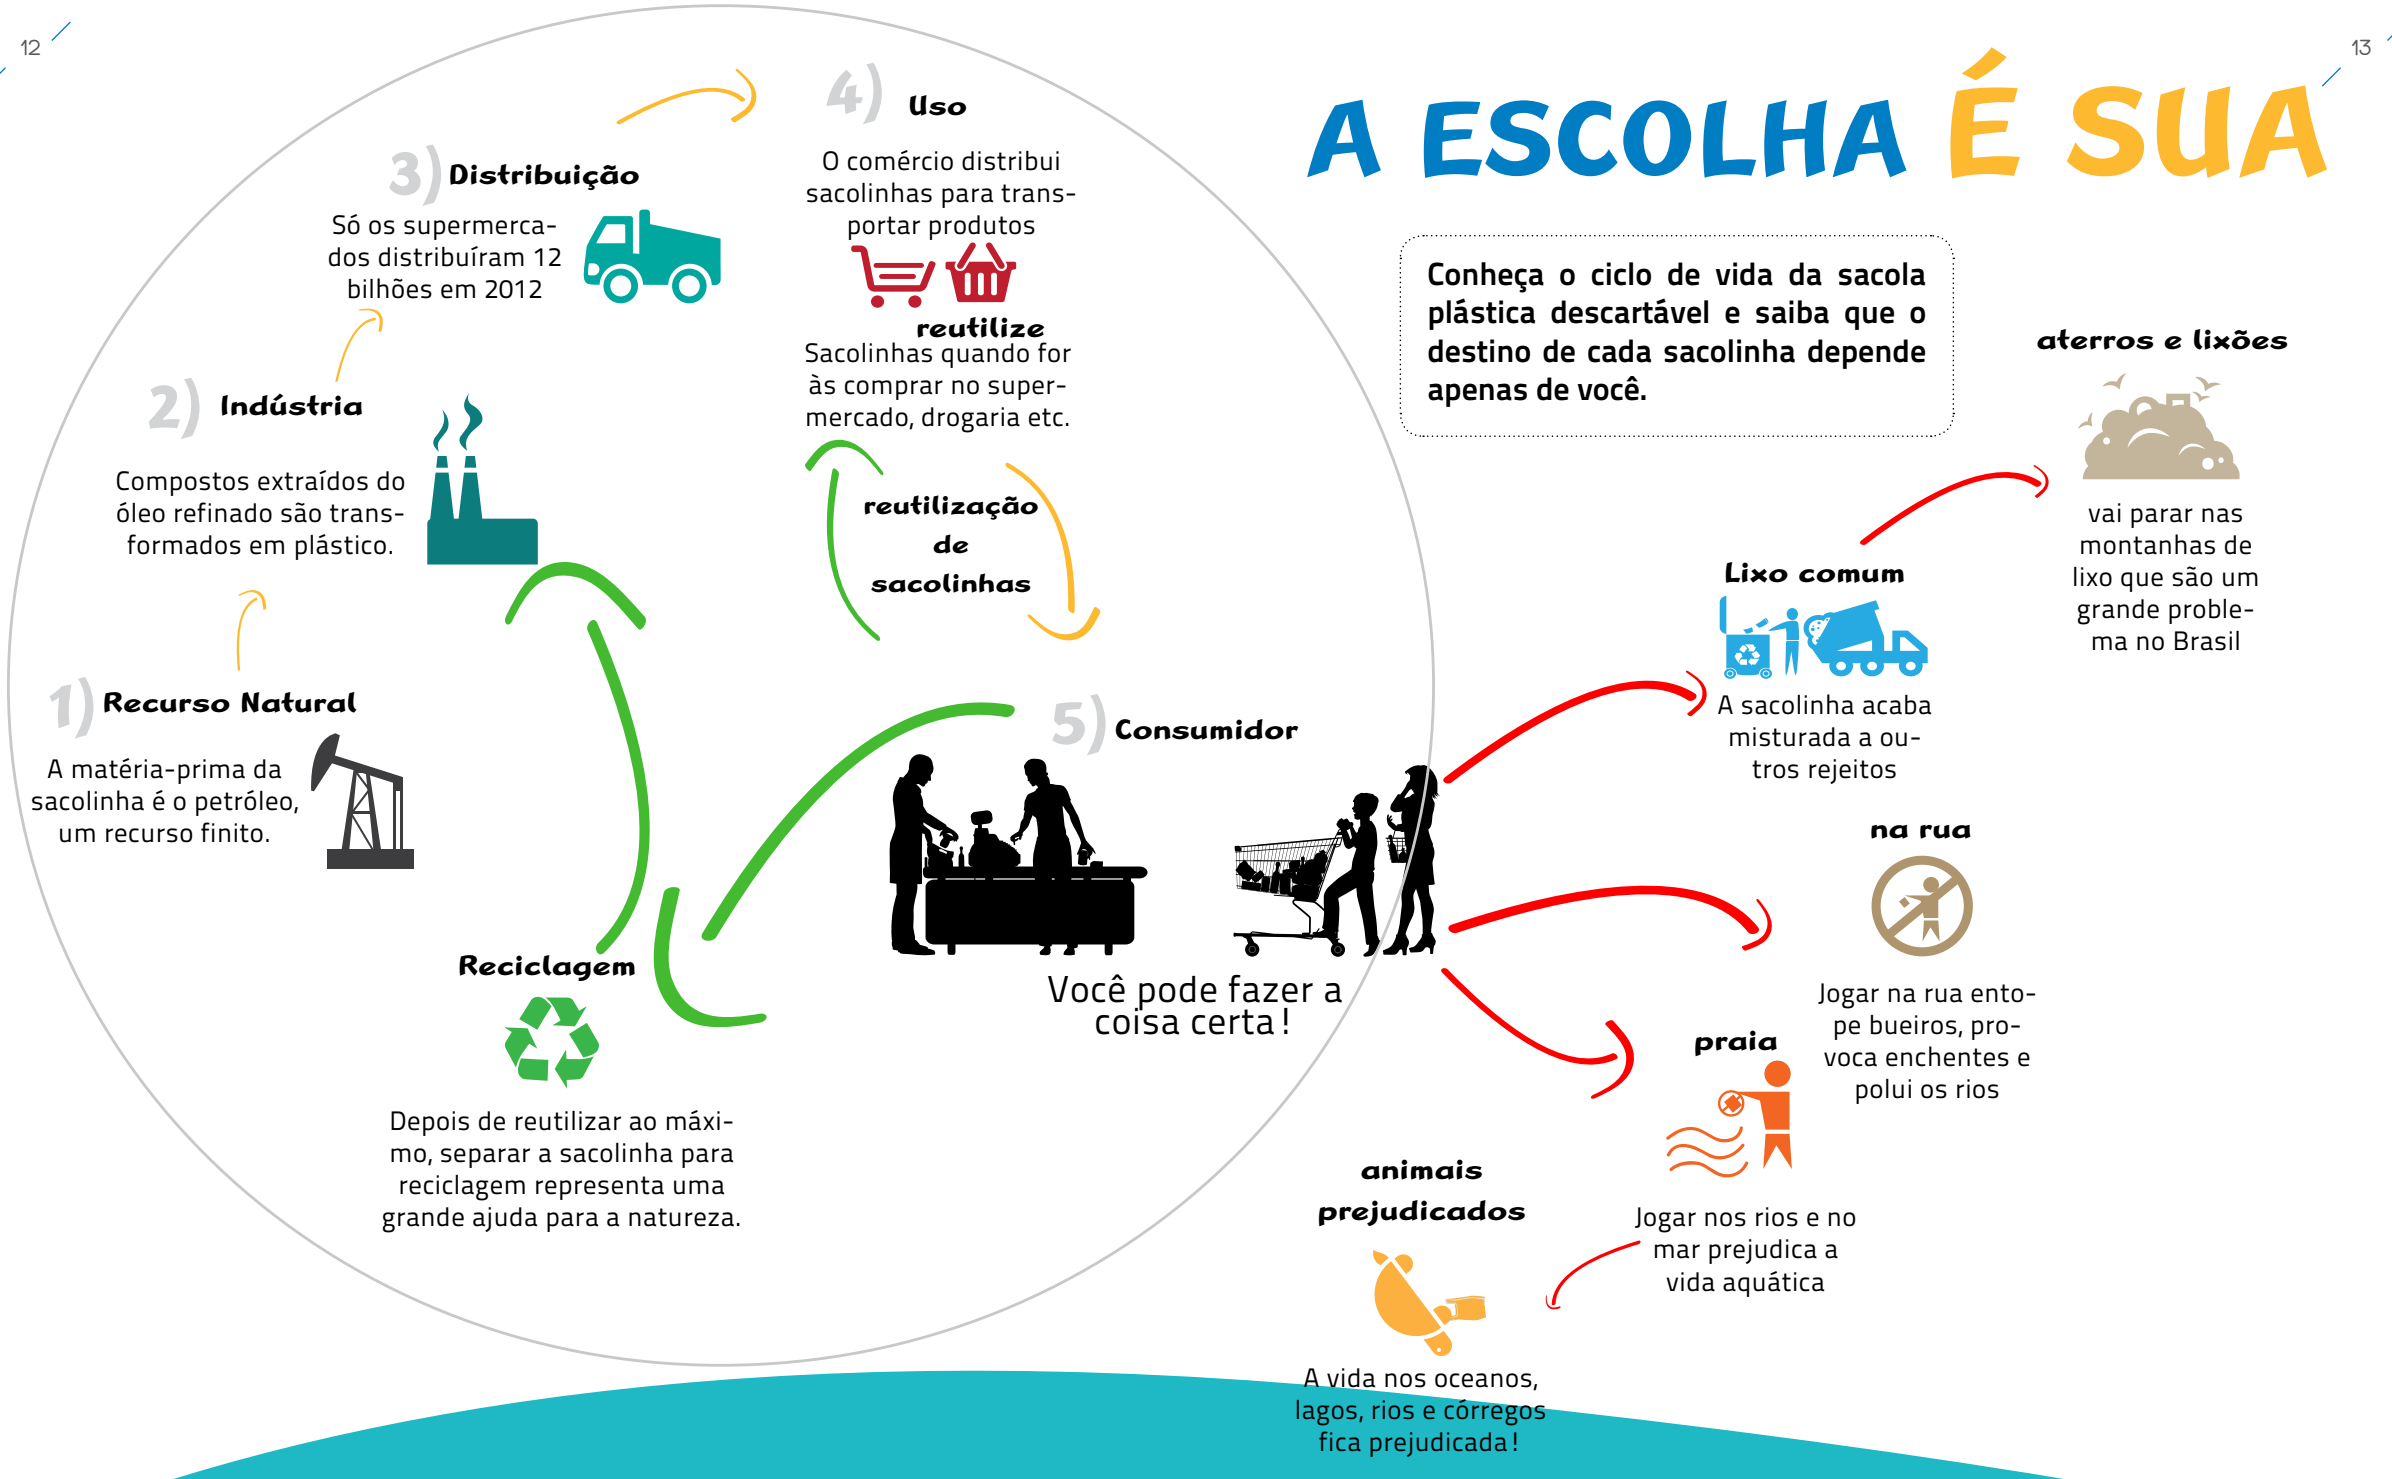 12
13
A ESCOLHA É SUA
Conheça o ciclo de vida da sacola
plástica descartável e saiba que o
destino de cada sacolinha depende
apenas de você.
1) Recurso Natural
A matéria-prima da
sacolinha é o petróleo,
um recurso finito.
2) Indústria
Compostos extraídos do
óleo refinado são trans-
formados em plástico.
3) Distribuição
Só os supermerca-
dos distribuíram 12
bilhões em 2012
4) Uso
O comércio distribui
sacolinhas para trans-
portar produtos
reutilize
Sacolinhas quando for
às comprar no super-
mercado, drogaria etc.
reutilização
de
sacolinhas
5) Consumidor
Você pode fazer a
coisa certa!
Reciclagem
Depois de reutilizar ao máxi-
mo, separar a sacolinha para
reciclagem representa uma
grande ajuda para a natureza.
Lixo comum
A sacolinha acaba
misturada a ou-
tros rejeitos
aterros e lixões
vai parar nas
montanhas de
lixo que são um
grande proble-
ma no Brasil
na rua
Jogar na rua ento-
pe bueiros, pro-
voca enchentes e
polui os rios
praia
Jogar nos rios e no
mar prejudica a
vida aquática
animais
prejudicados
A vida nos oceanos,
lagos, rios e córregos
fica prejudicada!